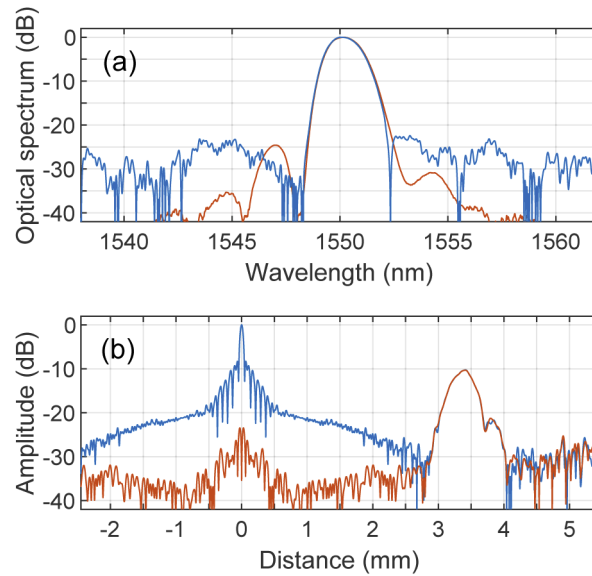 (a)
Optical spectrum (dB)
0
-10
-20
-30
-40
1540 1545 1550 1555 1560
Wavelength (nm)
(b)
Amplitude (dB)
0
-10
-20
-30
-40
-2 -1 0 1 2 3 4 5
Distance (mm)